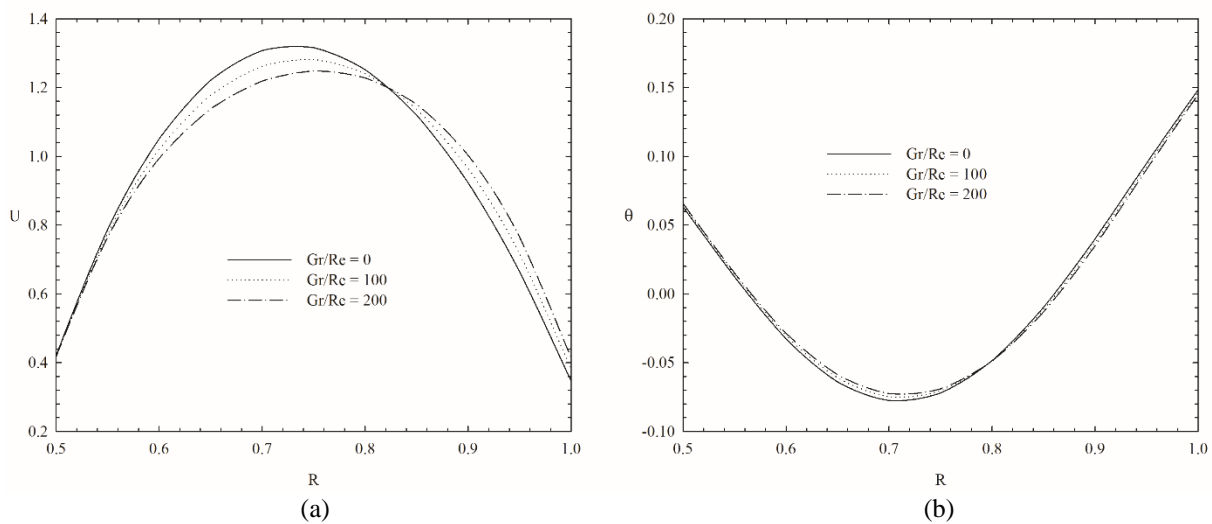 1.4
1.2
1.0
0.8
U
0.6
0.4
0.2
Gr/Re = 0
Gr/Re = 100
Gr/Re = 200
0.5 0.6 0.7 0.8 0.9 1.0
R
(a)
0.20
0.15
0.10
0.05
θ
0.00
-0.05
-0.10
Gr/Re = 0
Gr/Re = 100
Gr/Re = 200
0.5 0.6 0.7 0.8 0.9 1.0
R
(b)